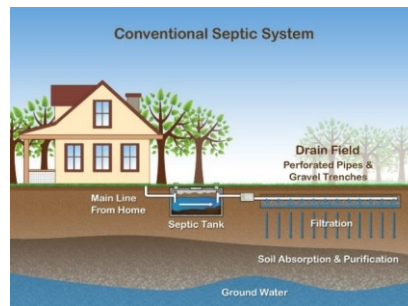 Conventional Septic System
Drain Field
Perforated Pipes &
Gravel Trenches
Main Line
From Home
Septic Tank
Filtration
Soil Absorption & Purification
Ground Water